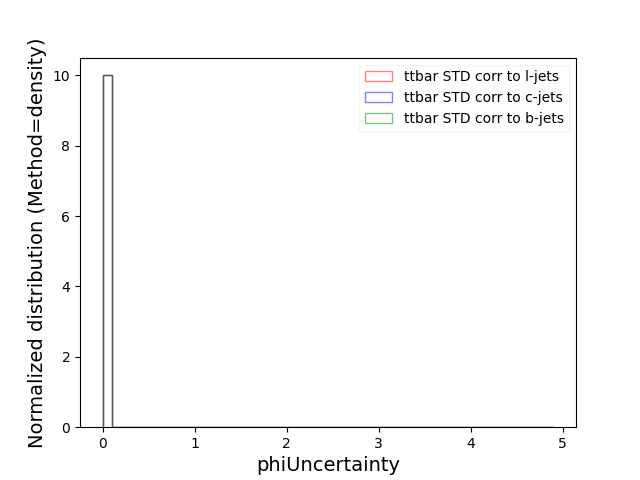 Normalized distribution (Method=density)
10
8
6
4
2
0
ttbar STD corr to l-jets
ttbar STD corr to c-jets
ttbar STD corr to b-jets
0 1 2 3 4 5
phiUncertainty